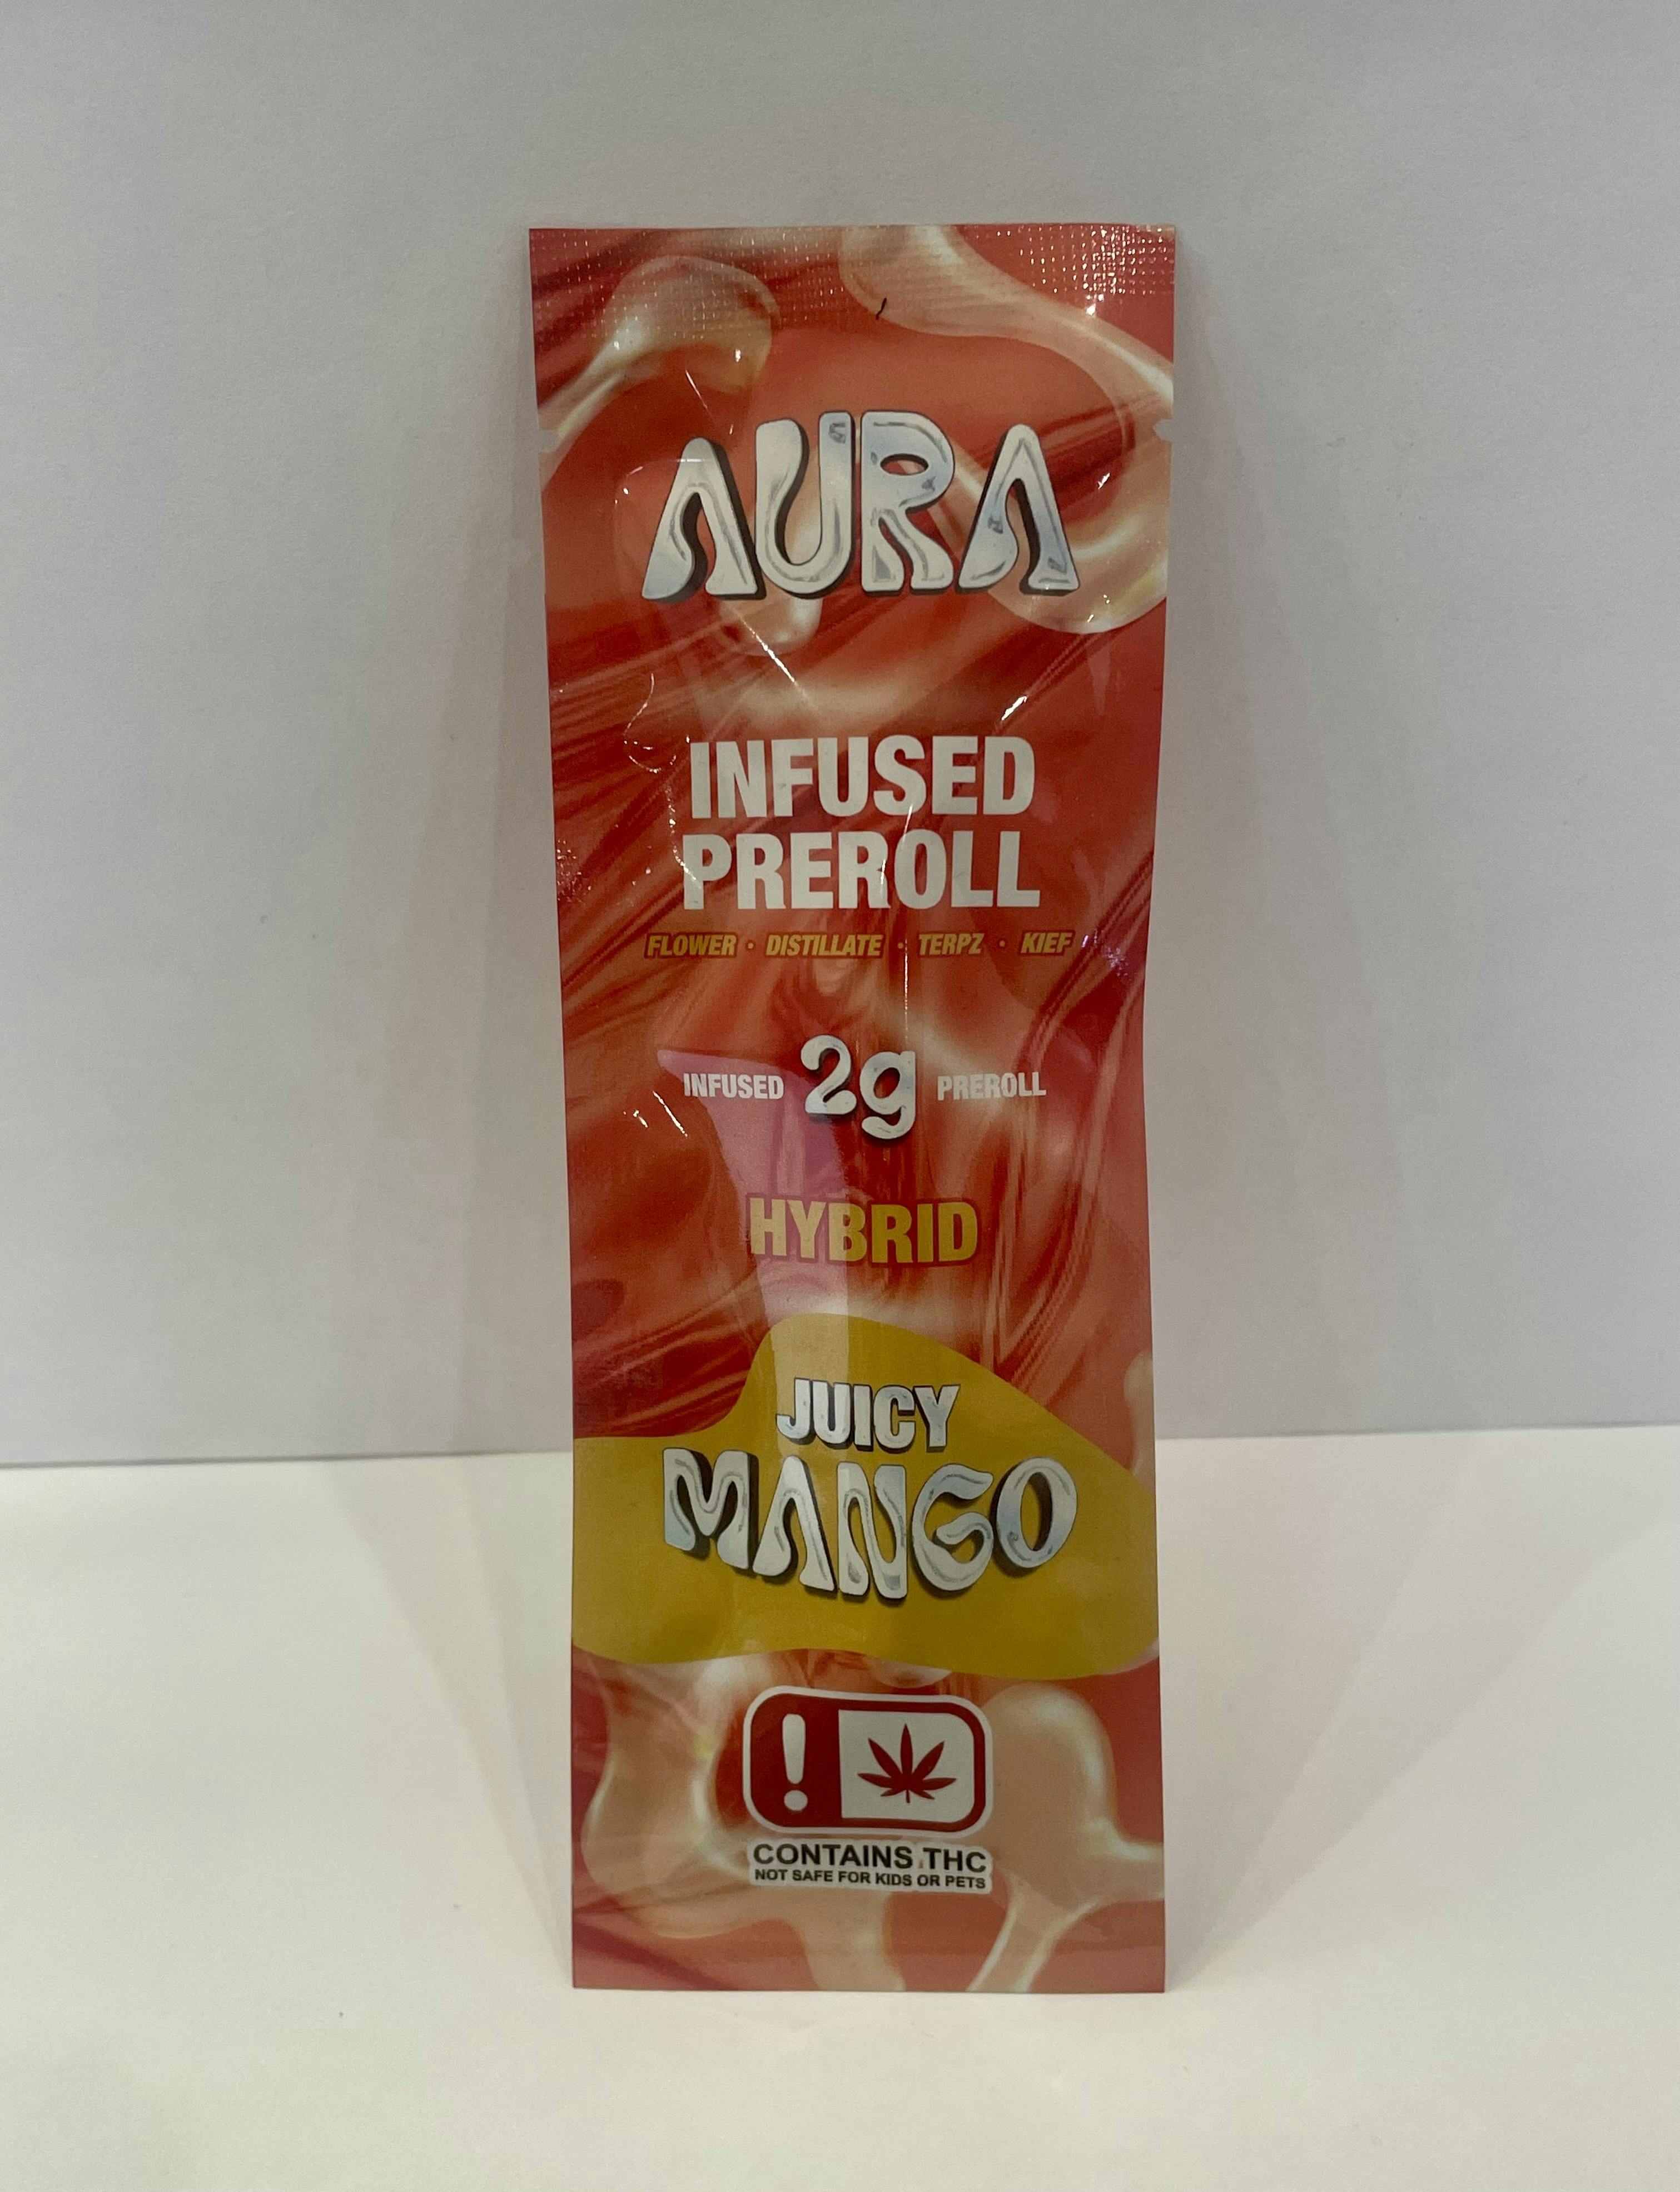 AURA
INFUSED
PREROLL
FLOWER · DISTILLATE · TERPZ · KIEF
INFUSED 2g PREROLL
HYBRID
JUICY
MANGO
!
CONTAINS THC
NOT SAFE FOR KIDS OR PETS